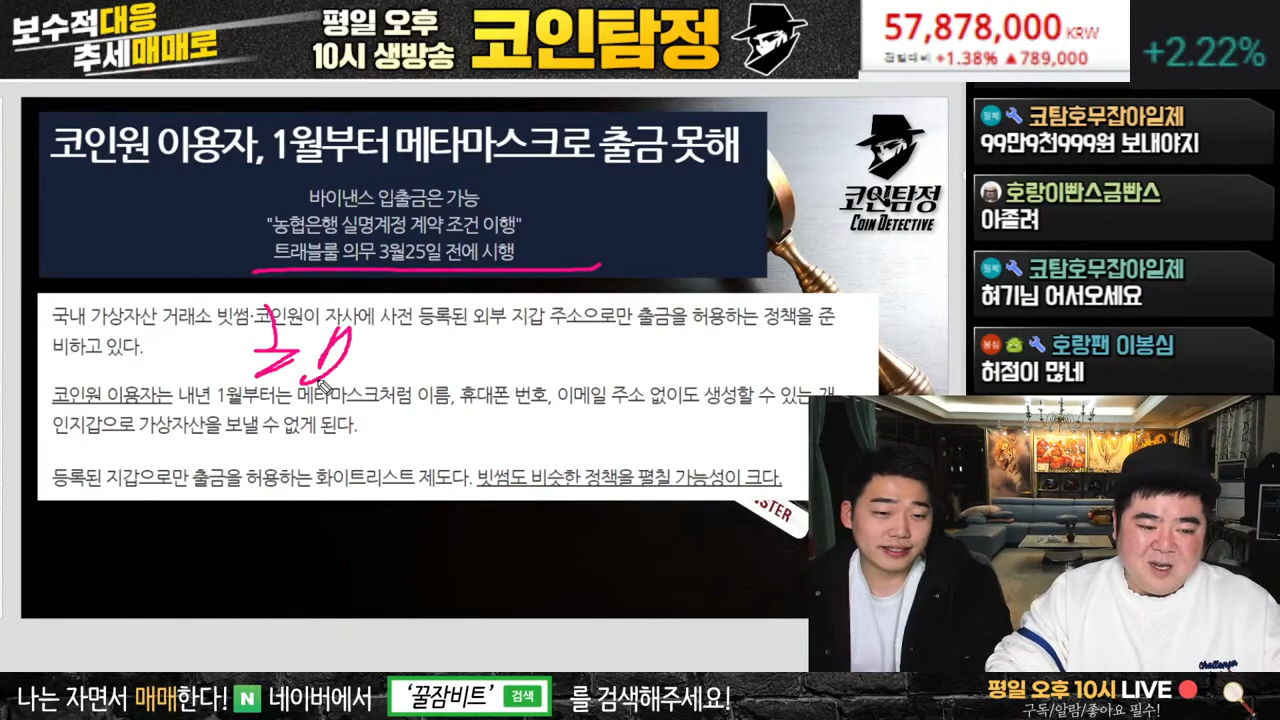 보수적대응
추세매매로
평일 오후
10시 생방송
코인탐정
57,878,000 KRW
전일대비 +1.38% ▲789,000
+2.22%
코인원 이용자, 1월부터 메타마스크로 출금 못해
바이낸스 입출금은 가능
"농협은행 실명계정 계약 조건 이행"
트래블룰 의무 3월25일 전에 시행
코인탐정
COIN DETECTIVE
국내 가상자산 거래소 빗썸·코인원이 자사에 사전 등록된 외부 지갑 주소으로만 출금을 허용하는 정책을 준
비하고 있다.
코인원 이용자는 내년 1월부터는 메타마스크처럼 이름, 휴대폰 번호, 이메일 주소 없이도 생성할 수 있는 개
인지갑으로 가상자산을 보낼 수 없게 된다.
등록된 지갑으로만 출금을 허용하는 화이트리스트 제도다. 빗썸도 비슷한 정책을 펼칠 가능성이 크다.
코탐호무잡아일체
99만9천999원 보내야지
호랑이빤스금빤스
아졸려
코탐호무잡아일체
혀기님 어서오세요
호랑팬 이봉심
허점이 많네
Challenger
나는 자면서 매매한다! N 네이버에서 '꿀잠비트' 검색 를 검색해주세요!
평일 오후 10시 LIVE
구독/알람/좋아요 필수!